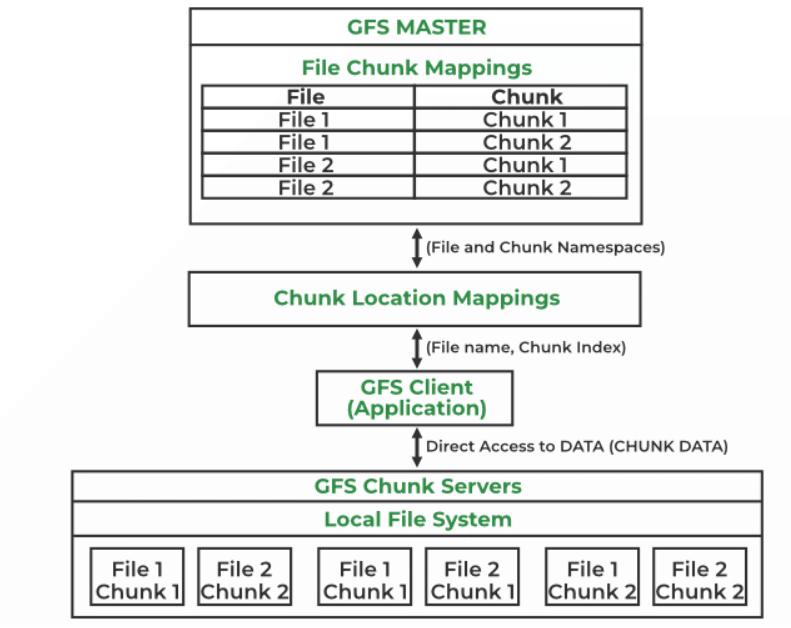 GFS MASTER
File Chunk Mappings
File Chunk
File 1 Chunk 1
File 1 Chunk 2
File 2 Chunk 1
File 2 Chunk 2
(File and Chunk Namespaces)
Chunk Location Mappings
(File name, Chunk Index)
GFS Client
(Application)
Direct Access to DATA (CHUNK DATA)
GFS Chunk Servers
Local File System
File 1 File 2 File 1 File 2 File 1 File 2
Chunk 1 Chunk 2 Chunk 1 Chunk 1 Chunk 2 Chunk 2